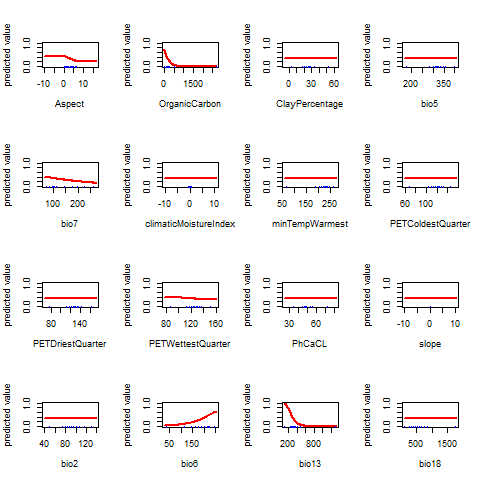 predicted value 0.0 1.0 -10 0 10 Aspect
predicted value 0.0 1.0 0 1500 OrganicCarbon
predicted value 0.0 1.0 0 30 60 ClayPercentage
predicted value 0.0 1.0 200 350 bio5
predicted value 0.0 1.0 100 200 bio7
predicted value 0.0 1.0 -10 0 10 climaticMoistureIndex
predicted value 0.0 1.0 50 150 250 minTempWarmest
predicted value 0.0 1.0 60 100 PETColdestQuarter
predicted value 0.0 1.0 80 140 PETDriestQuarter
predicted value 0.0 1.0 80 120 160 PETWettestQuarter
predicted value 0.0 1.0 30 60 PhCaCL
predicted value 0.0 1.0 -10 0 10 slope
predicted value 0.0 1.0 40 80 120 bio2
predicted value 0.0 1.0 50 150 bio6
predicted value 0.0 1.0 200 800 bio13
predicted value 0.0 1.0 500 1500 bio18